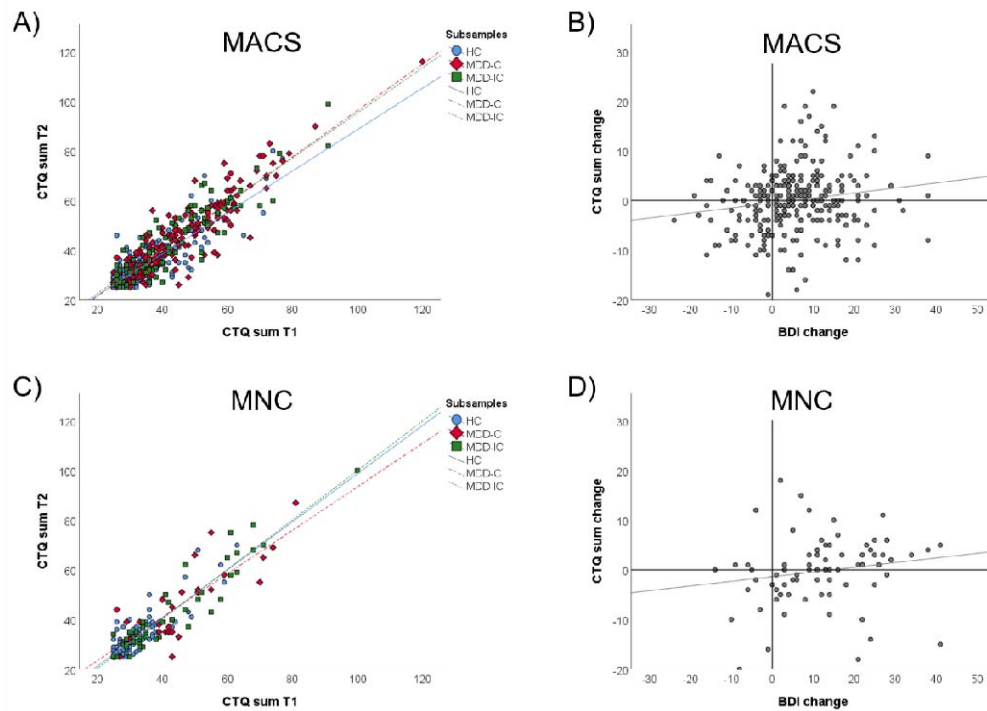 A)
MACS
Subsamples
HC
MDD-C
MDD-IC
HC
MDD-C
MDD-IC
120
100
80
60
40
20
CTQ sum T2
20 40 60 80 100 120
CTQ sum T1
B)
MACS
30
20
10
0
-10
-20
CTQ sum change
-30 -20 -10 0 10 20 30 40 50
BDI change
C)
MNC
Subsamples
HC
MDD-C
MDD-IC
HC
MDD-C
MDD-IC
120
100
80
60
40
20
CTQ sum T2
20 40 60 80 100 120
CTQ sum T1
D)
MNC
30
20
10
0
-10
-20
CTQ sum change
-30 -20 -10 0 10 20 30 40 50
BDI change